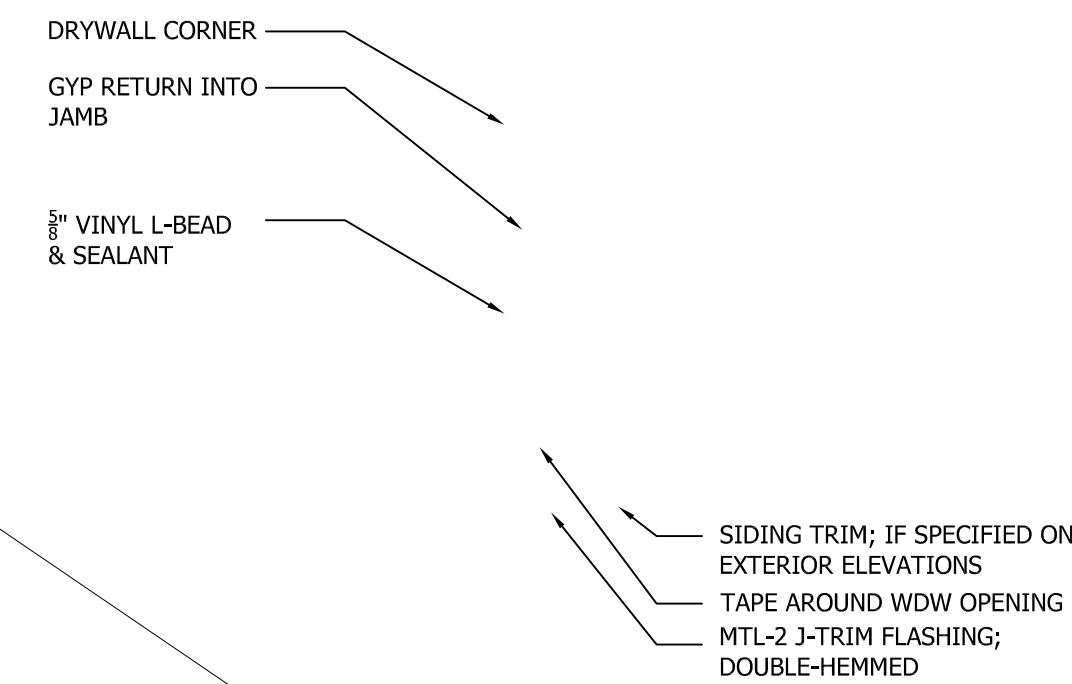 DRYWALL CORNER
GYP RETURN INTO
JAMB
⅝" VINYL L-BEAD
& SEALANT
SIDING TRIM; IF SPECIFIED ON
EXTERIOR ELEVATIONS
TAPE AROUND WDW OPENING
MTL-2 J-TRIM FLASHING;
DOUBLE-HEMMED